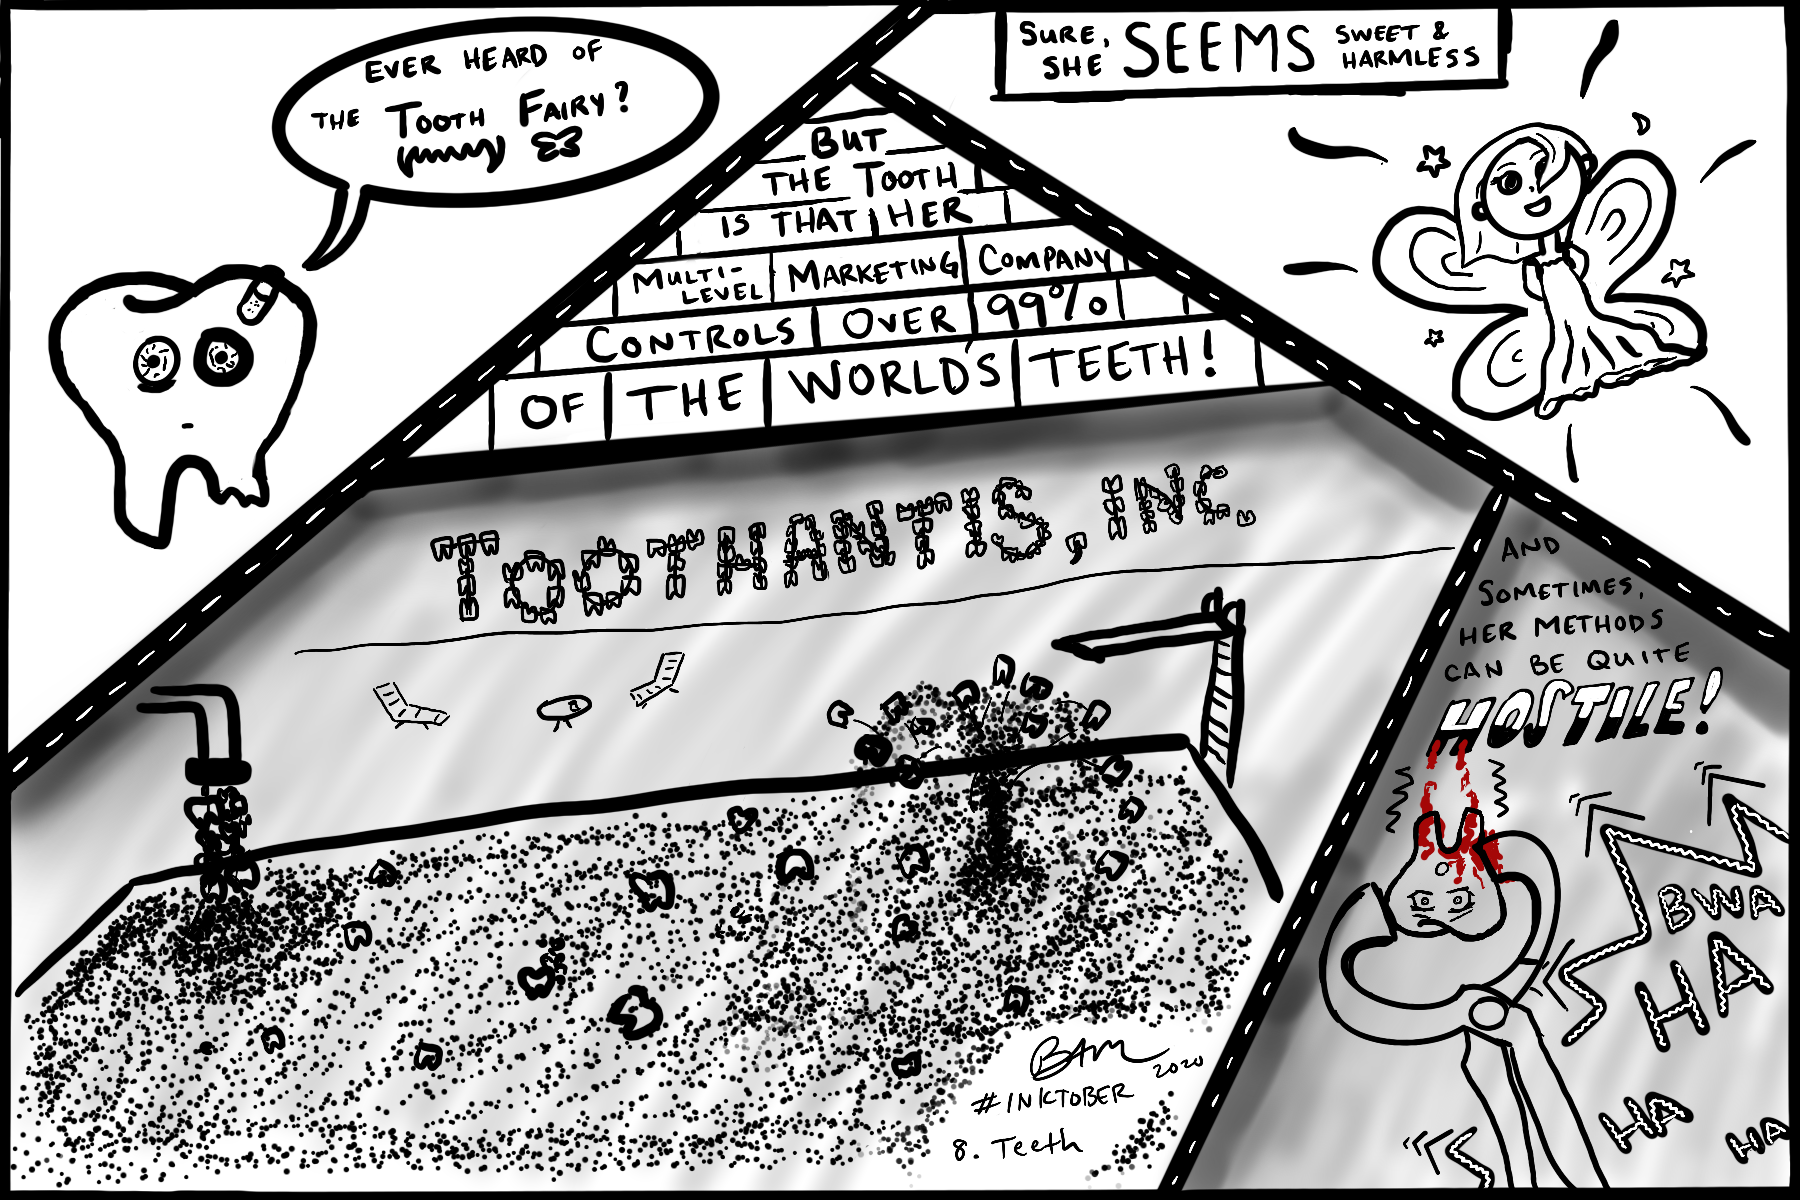 EVER HEARD OF
THE TOOTH FAIRY?
SURE,
SHE SEEMS SWEET &
HARMLESS
BUT
THE TOOTH
IS THAT HER
MULTI-
LEVEL MARKETING COMPANY
CONTROLS OVER 99%
OF THE WORLD'S TEETH!
TOOTHANTIS, INC.
AND
SOMETIMES,
HER METHODS
CAN BE QUITE
HOSTILE!
BWA
HA
HA
HA
BAM
2020
#INKTOBER
8. Teeth